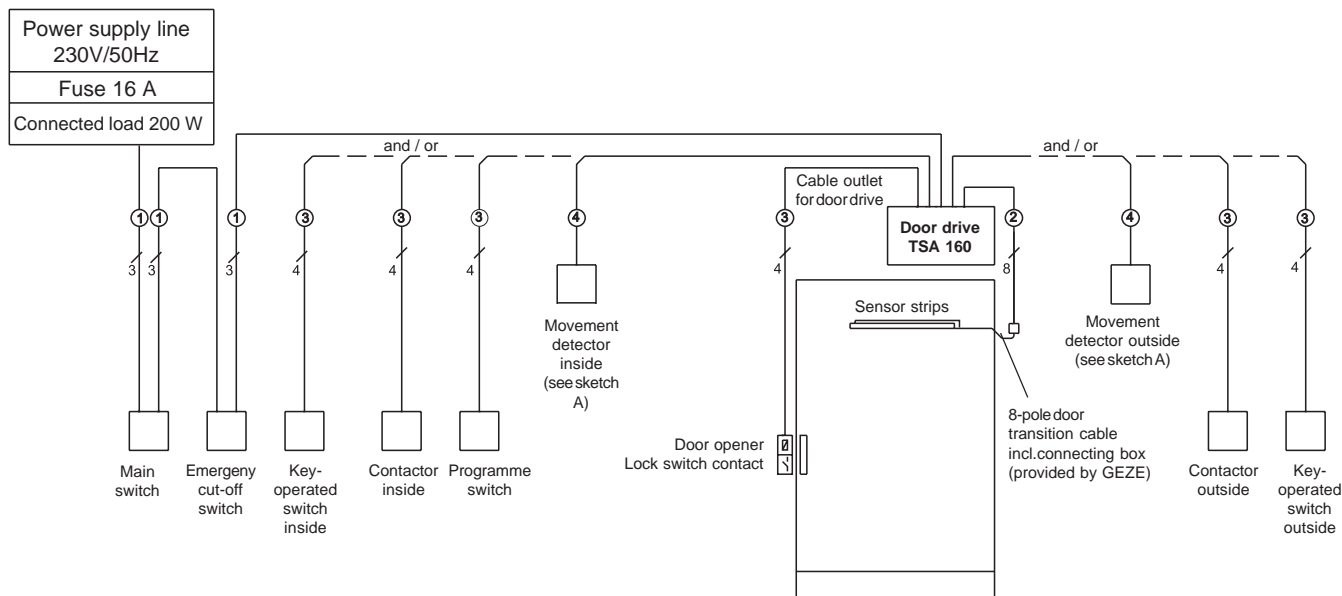 Power supply line
230V/50Hz
Fuse 16 A
Connected load 200 W
and / or
and / or
Cable outlet
for door drive
Door drive
TSA 160
1
1
1
3
3
3
4
3
2
4
3
3
3
3
3
4
4
4
4
8
4
4
Sensor strips
Movement
detector
inside
(see sketch
A)
Movement
detector outside
(see sketch A)
Door opener
Lock switch contact
8-pole door
transition cable
incl.connecting box
(provided by GEZE)
Main
switch
Emergeny
cut-off
switch
Key-
operated
switch
inside
Contactor
inside
Programme
switch
Contactor
outside
Key-
operated
switch
outside